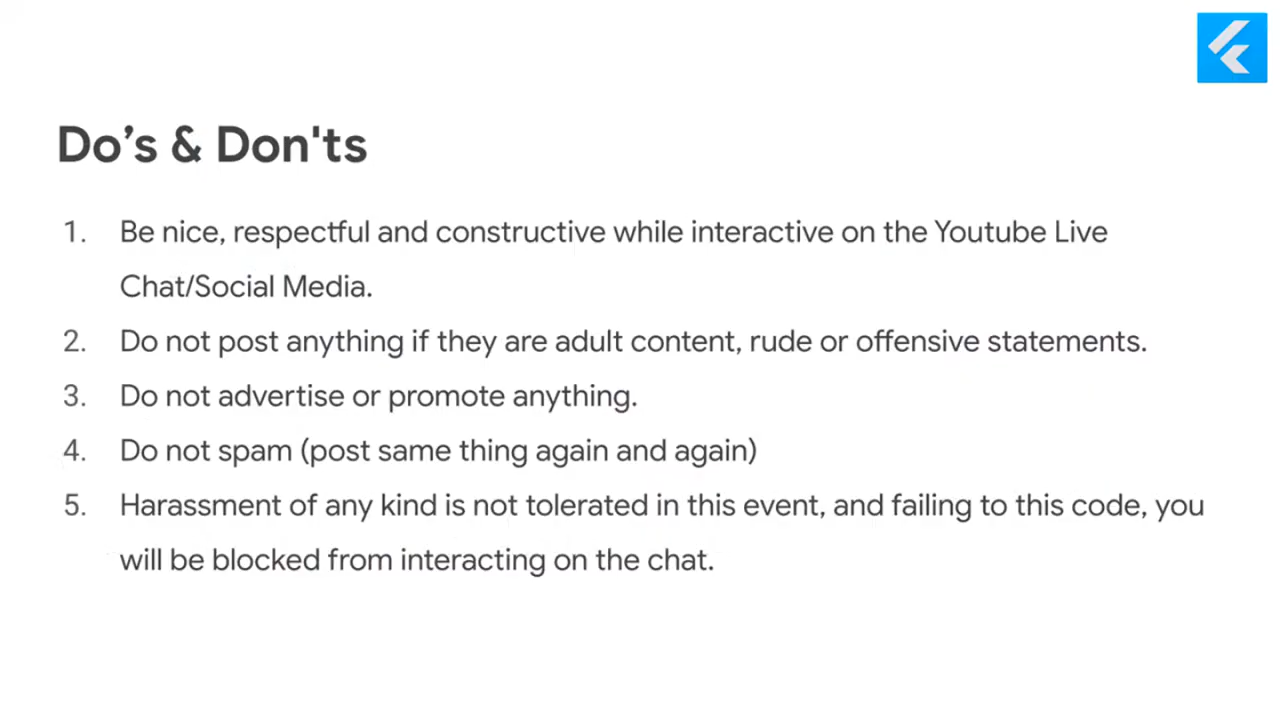 Do’s & Don'ts
1. Be nice, respectful and constructive while interactive on the Youtube Live
Chat/Social Media.
2. Do not post anything if they are adult content, rude or offensive statements.
3. Do not advertise or promote anything.
4. Do not spam (post same thing again and again)
5. Harassment of any kind is not tolerated in this event, and failing to this code, you
will be blocked from interacting on the chat.